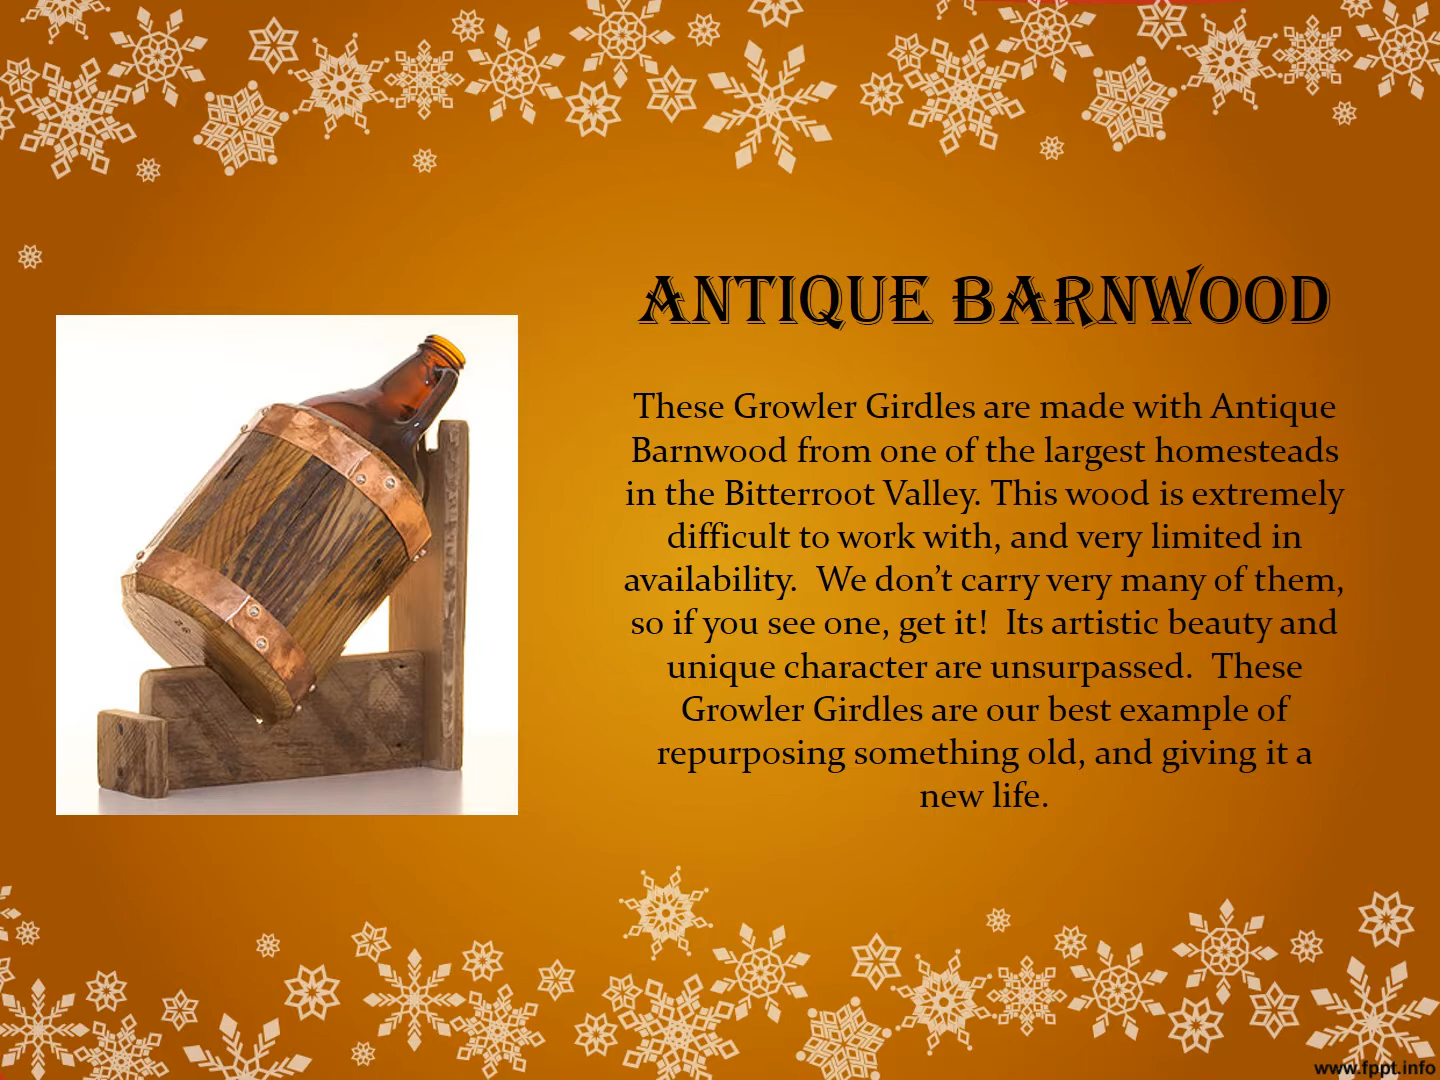 ANTIQUE BARNWOOD
These Growler Girdles are made with Antique
Barnwood from one of the largest homesteads
in the Bitterroot Valley. This wood is extremely
difficult to work with, and very limited in
availability.  We don’t carry very many of them,
so if you see one, get it!  Its artistic beauty and
unique character are unsurpassed.  These
Growler Girdles are our best example of
repurposing something old, and giving it a
new life.
www.fppt.info